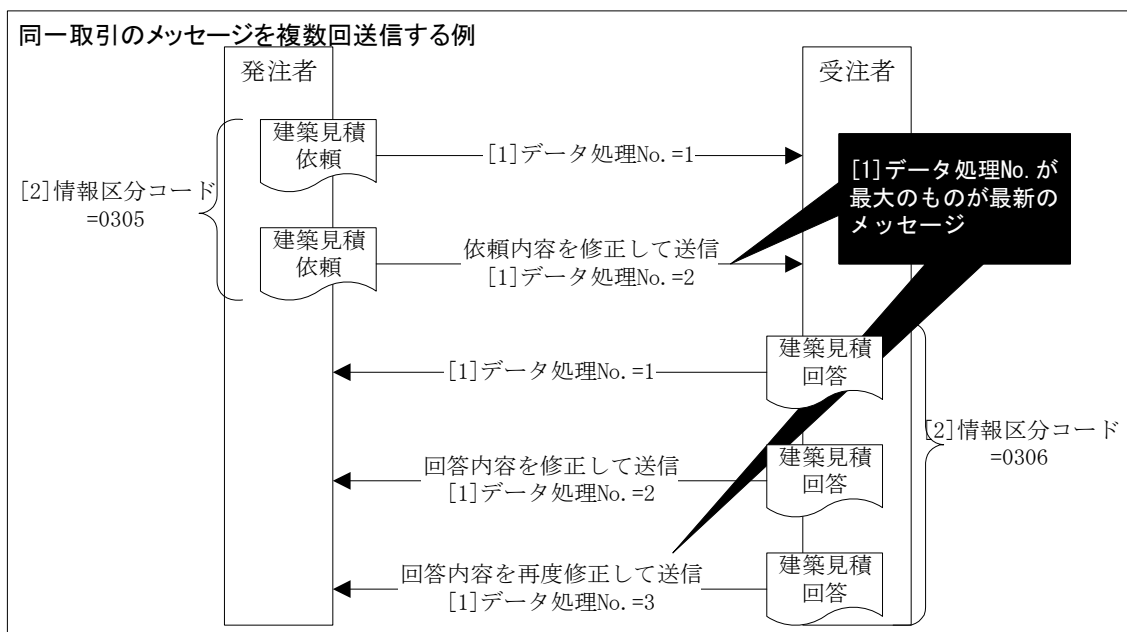 同一取引のメッセージを複数回送信する例
発注者
受注者
建築見積
依頼
[1]データ処理No.=1
[2]情報区分コード
=0305
[1]データ処理No.が
最大のものが最新の
メッセージ
建築見積
依頼
依頼内容を修正して送信
[1]データ処理No.=2
建築見積
回答
[1]データ処理No.=1
[2]情報区分コード
=0306
建築見積
回答
回答内容を修正して送信
[1]データ処理No.=2
建築見積
回答
回答内容を再度修正して送信
[1]データ処理No.=3